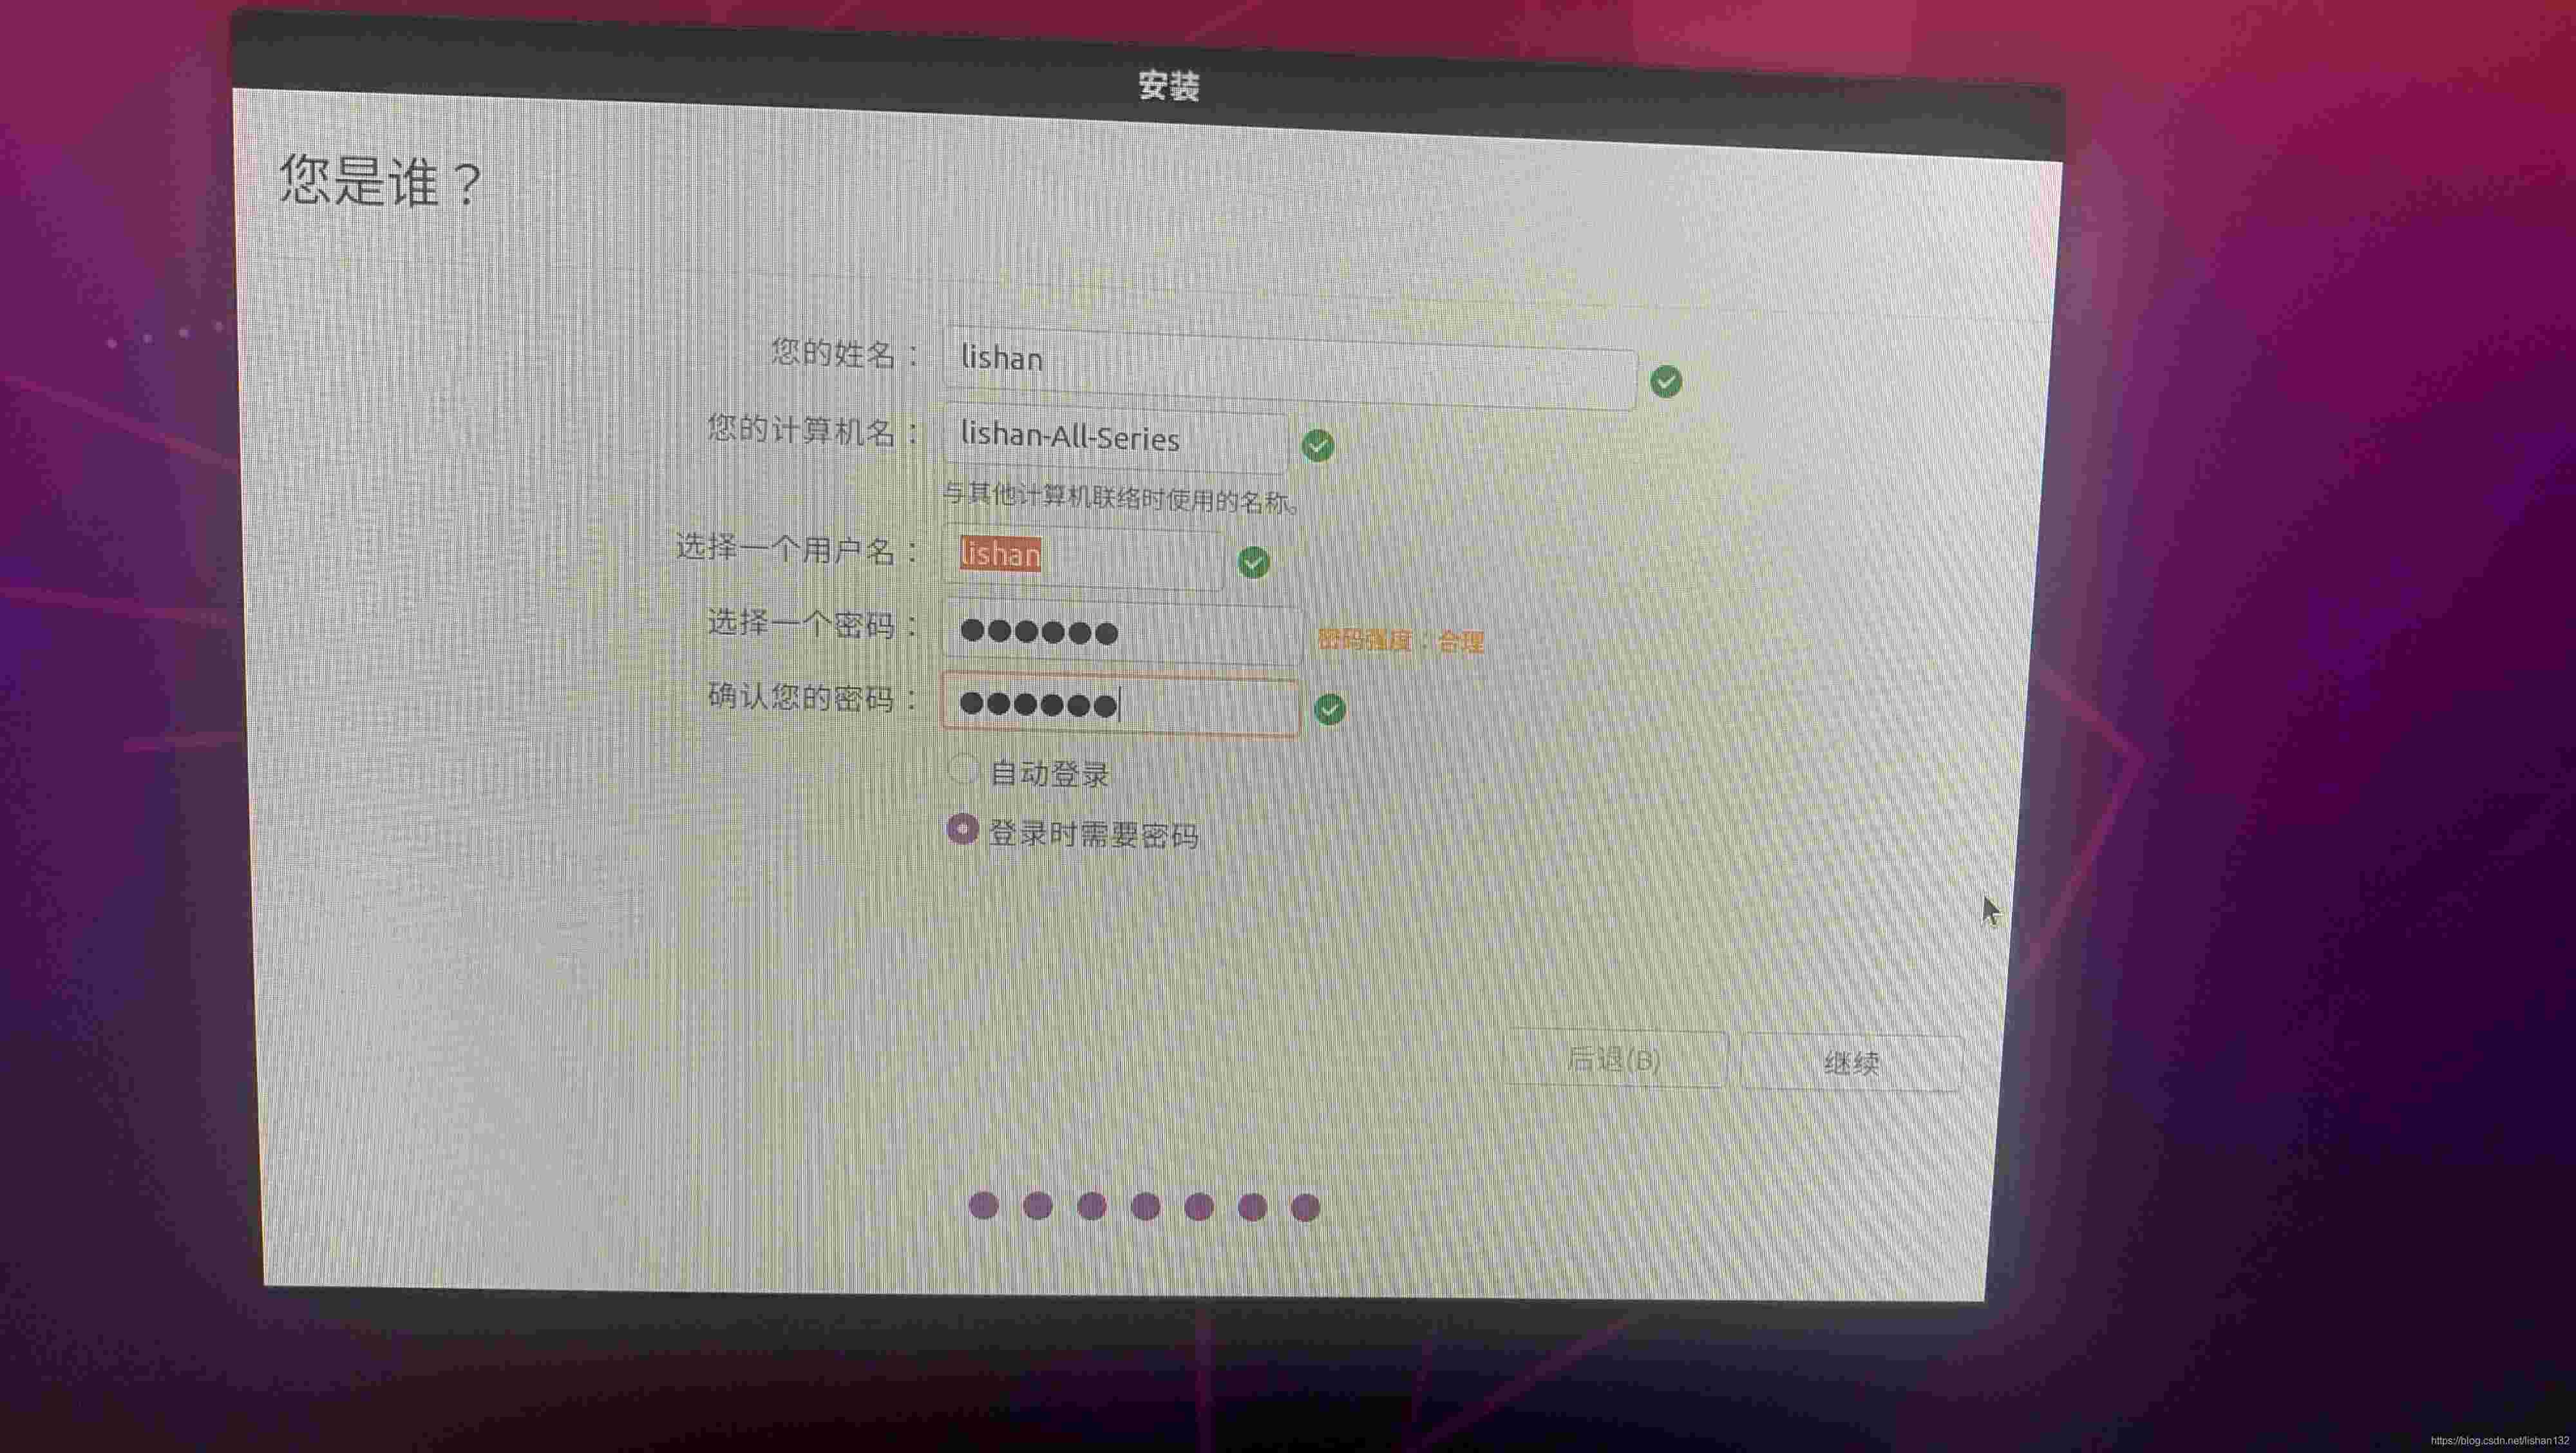 安装
您是谁？
您的姓名： lishan
您的计算机名： lishan-All-Series
与其他计算机联络时使用的名称。
选择一个用户名： lishan
选择一个密码： ●●●●●● 密码强度：合理
确认您的密码： ●●●●●●
自动登录
登录时需要密码
后退(B) 继续
https://blog.csdn.net/lishan132